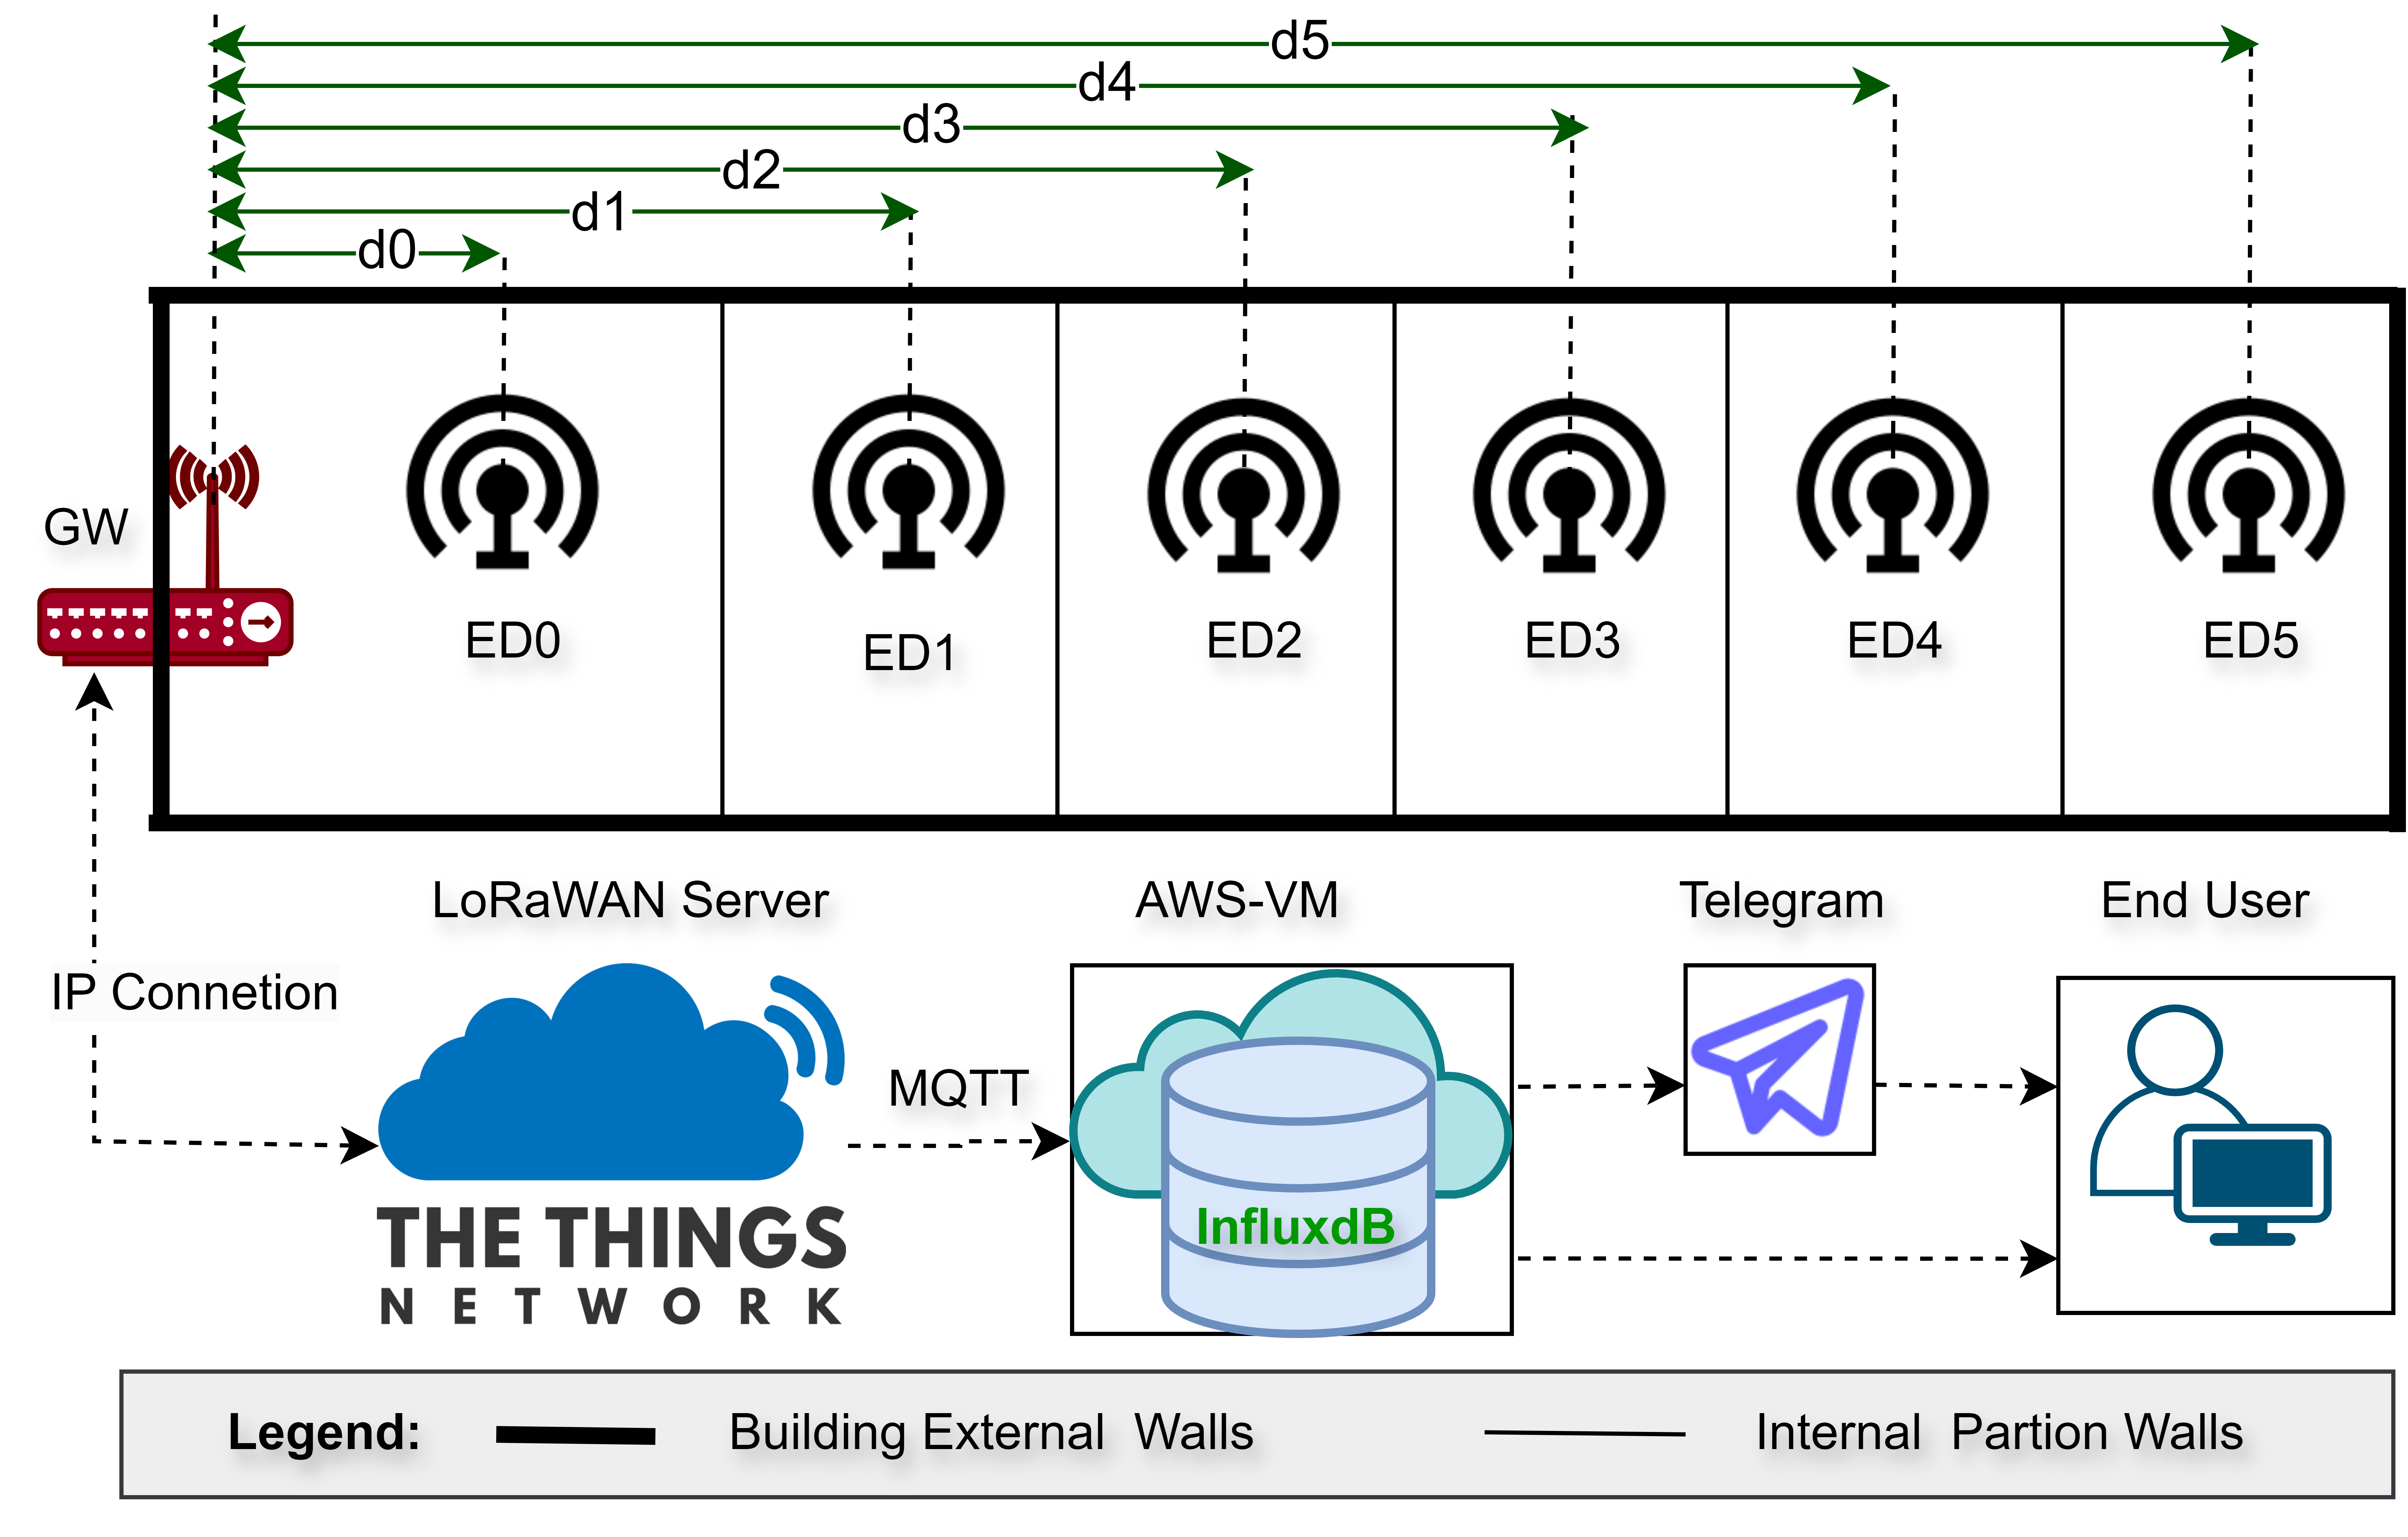 d5
d4
d3
d2
d1
d0
GW
ED0
ED1
ED2
ED3
ED4
ED5
LoRaWAN Server
AWS-VM
Telegram
End User
IP Connetion
MQTT
InfluxdB
THE THINGS
NETWORK
Legend:
Building External Walls
Internal Partion Walls